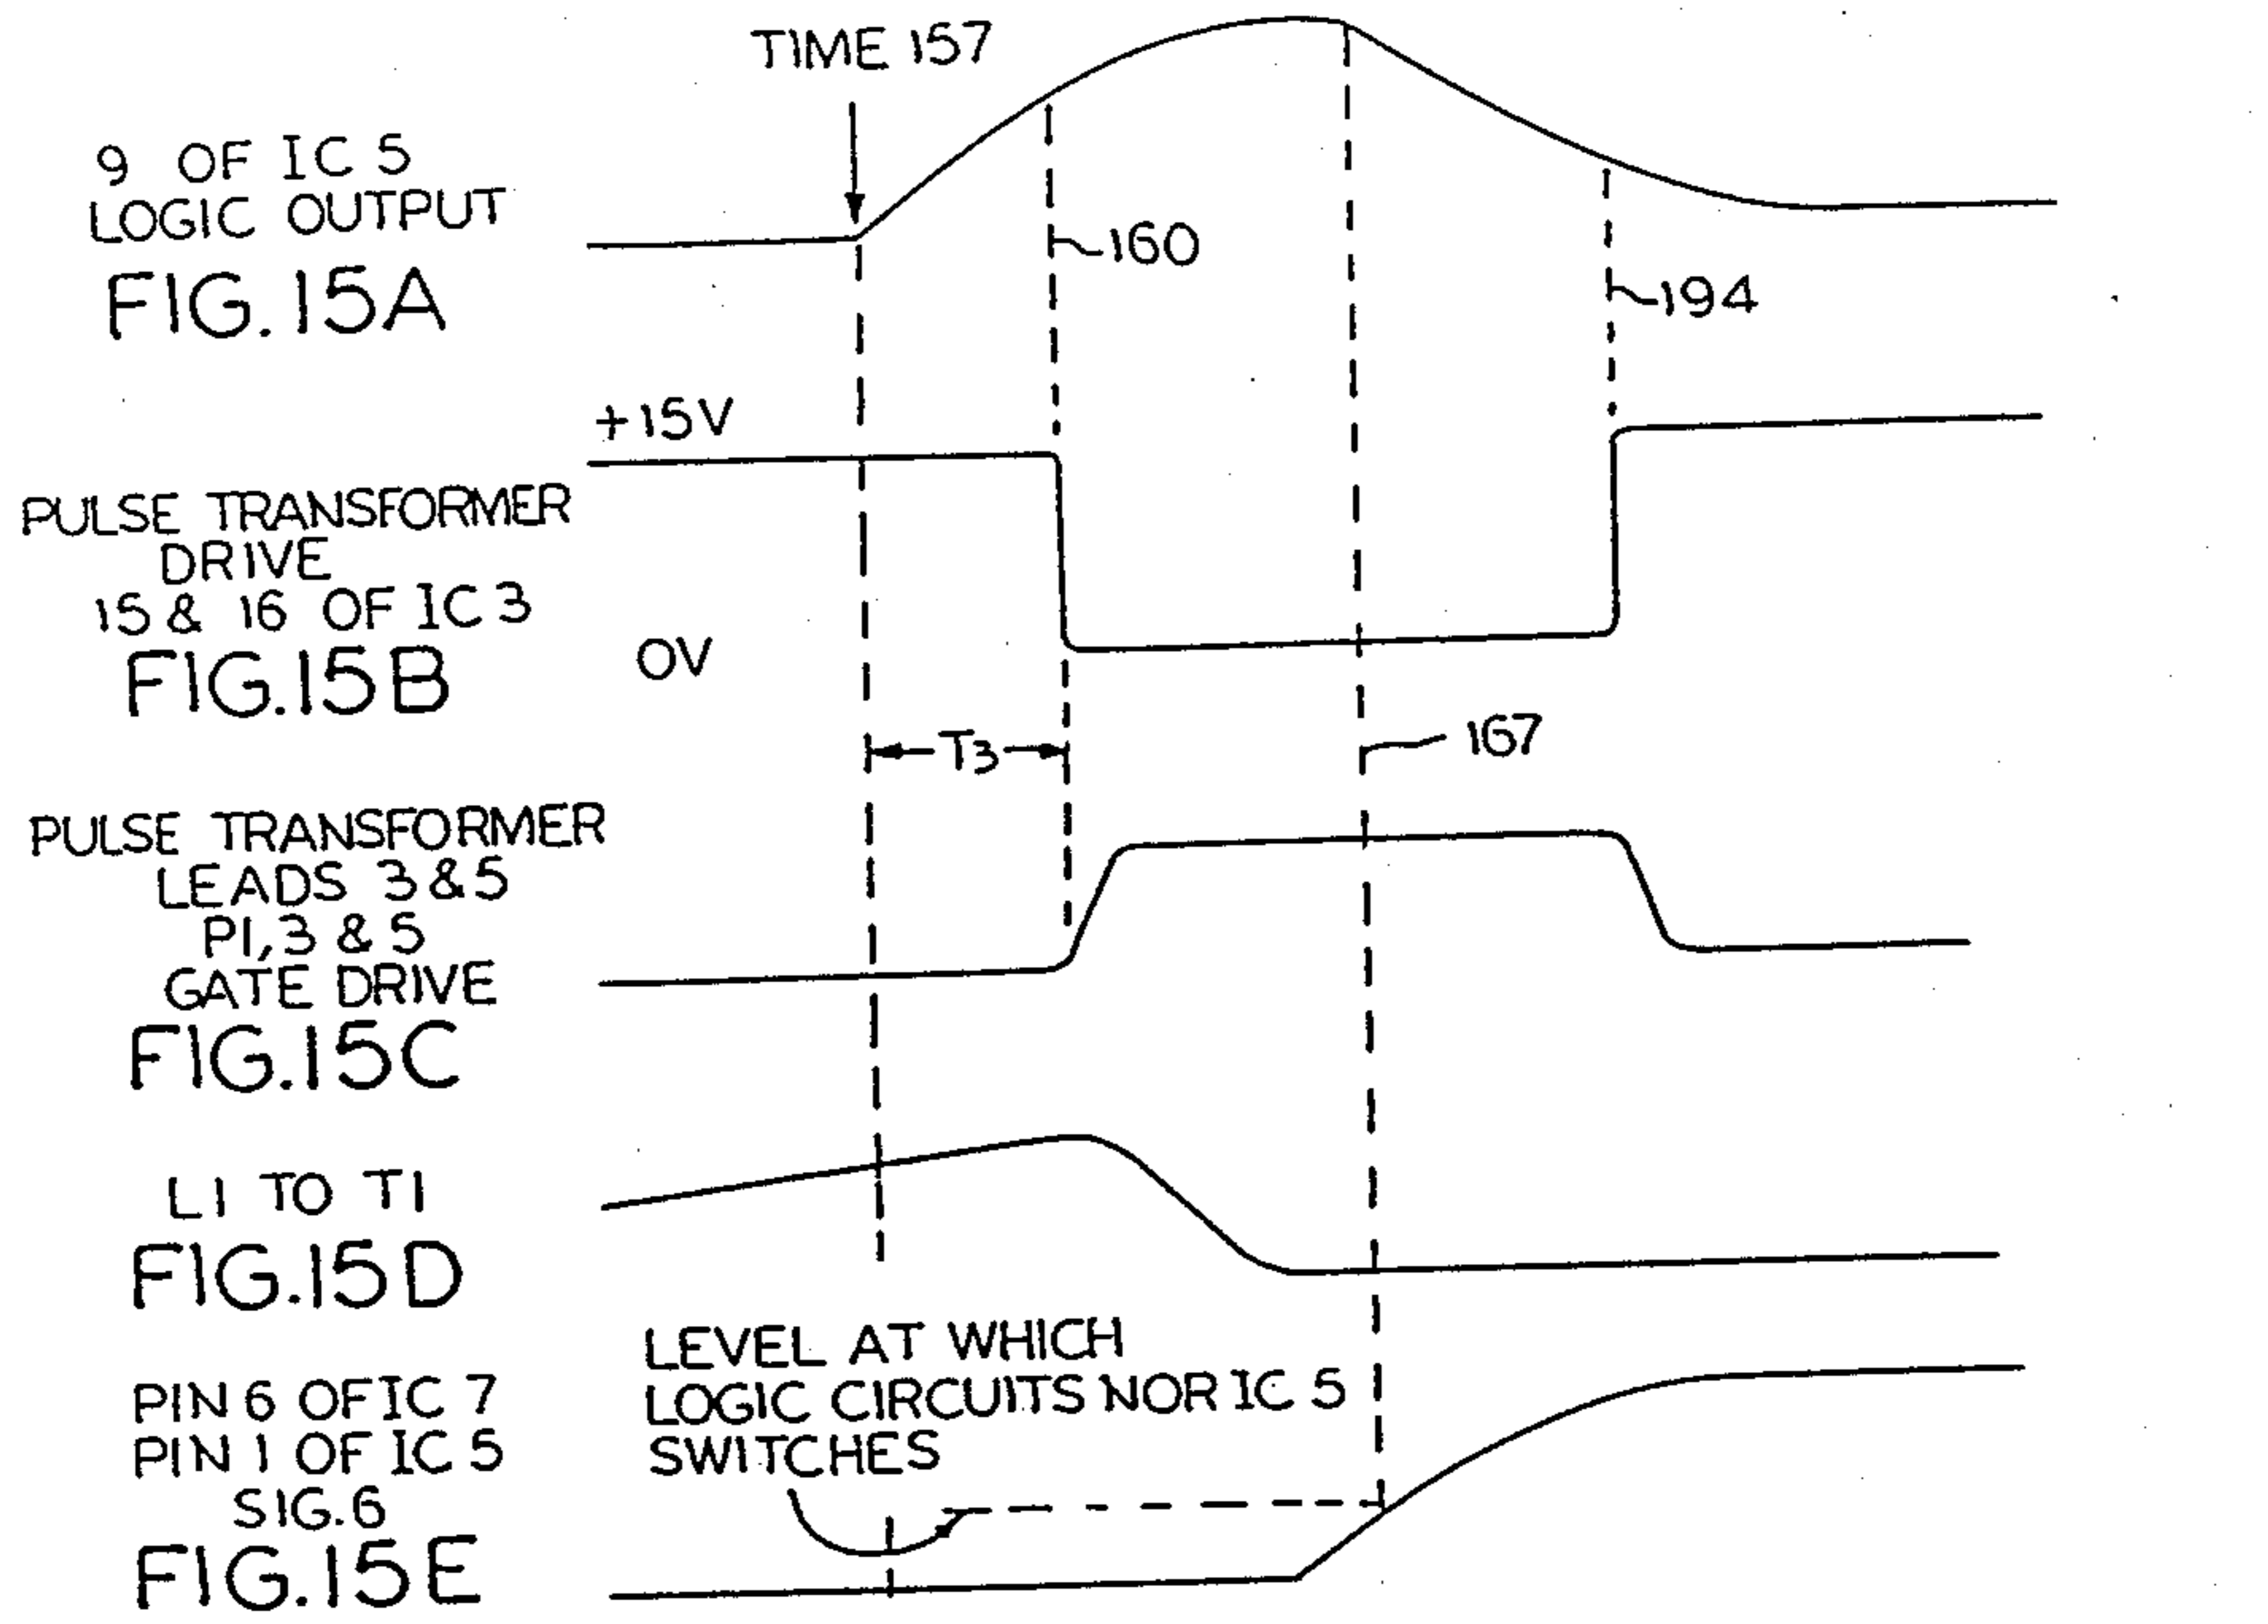 TIME 157
9 OF IC 5
LOGIC OUTPUT
FIG. 15A
160
194
+15V
PULSE TRANSFORMER
DRIVE
15 & 16 OF IC 3
FIG. 15B
0V
T3
167
PULSE TRANSFORMER
LEADS 3 & 5
P1, 3 & 5
GATE DRIVE
FIG. 15C
L1 TO T1
FIG. 15D
LEVEL AT WHICH
LOGIC CIRCUITS NOR IC 5
SWITCHES
PIN 6 OF IC 7
PIN 1 OF IC 5
SIG. 6
FIG. 15E